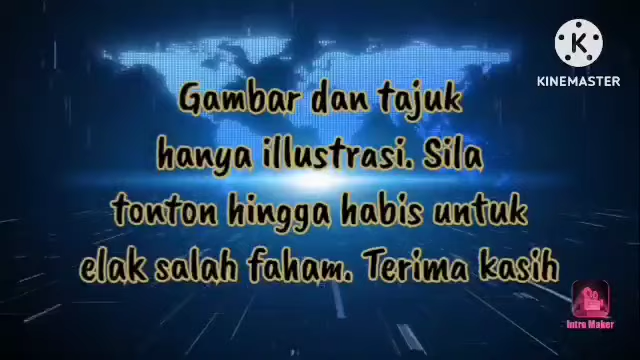 KINEMASTER
Gambar dan tajuk
hanya illustrasi. Sila
tonton hingga habis untuk
elak salah faham. Terima kasih
Intro Maker